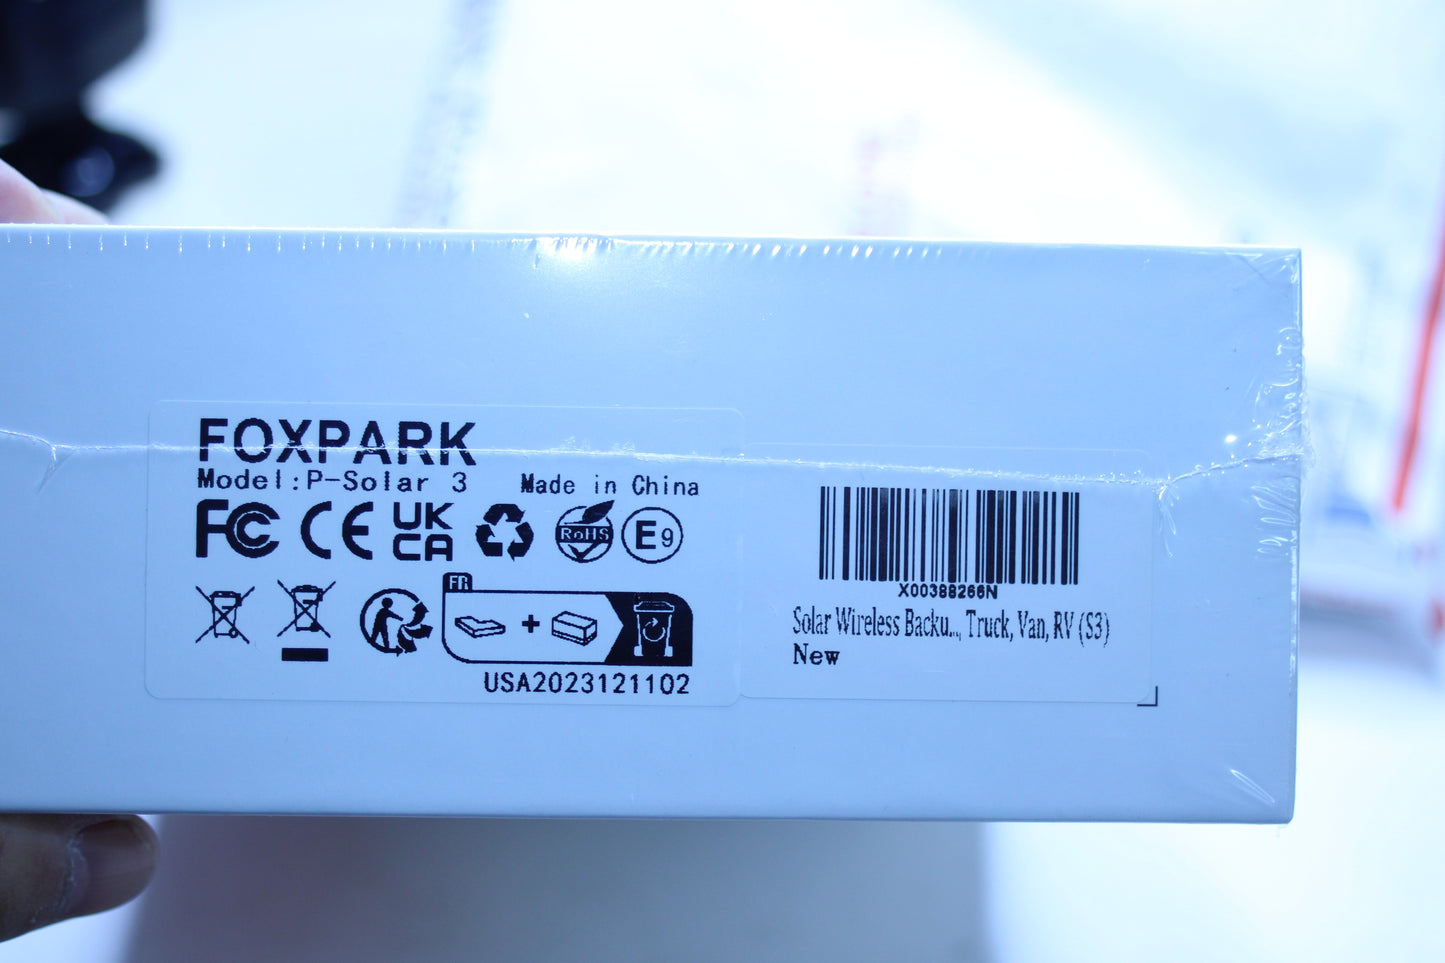 FOXPARK
Model:P-Solar 3 Made in China
FC CE UK CA RoHS E9
FR
USA2023121102
X00388266N
Solar Wireless Backu..., Truck, Van, RV (S3)
New